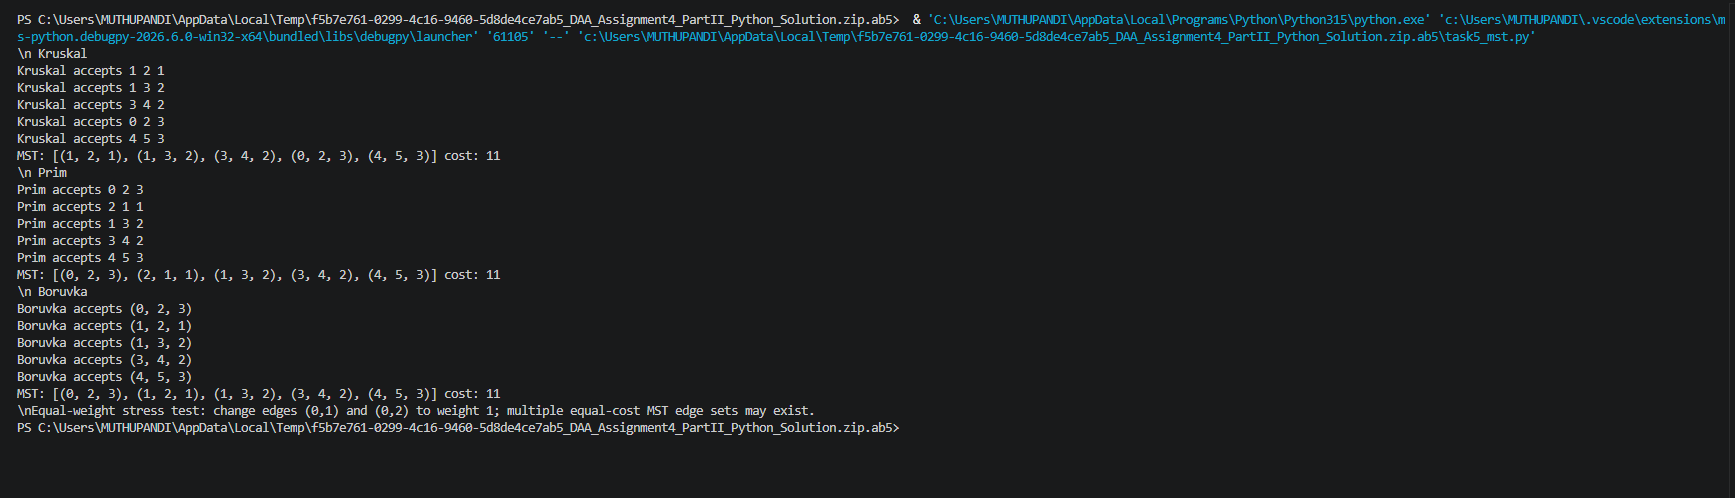 PS C:\Users\MUTHUPANDI\AppData\Local\Temp\f5b7e761-0299-4c16-9460-5d8de4ce7ab5_DAA_Assignment4_PartII_Python_Solution.zip.ab5>  & 'C:\Users\MUTHUPANDI\AppData\Local\Programs\Python\Python315\python.exe' 'c:\Users\MUTHUPANDI\.vscode\extensions\m
s-python.debugpy-2026.6.0-win32-x64\bundled\libs\debugpy\launcher' '61105' '--' 'c:\Users\MUTHUPANDI\AppData\Local\Temp\f5b7e761-0299-4c16-9460-5d8de4ce7ab5_DAA_Assignment4_PartII_Python_Solution.zip.ab5\task5_mst.py'
\n Kruskal
Kruskal accepts 1 2 1
Kruskal accepts 1 3 2
Kruskal accepts 3 4 2
Kruskal accepts 0 2 3
Kruskal accepts 4 5 3
MST: [(1, 2, 1), (1, 3, 2), (3, 4, 2), (0, 2, 3), (4, 5, 3)] cost: 11
\n Prim
Prim accepts 0 2 3
Prim accepts 2 1 1
Prim accepts 1 3 2
Prim accepts 3 4 2
Prim accepts 4 5 3
MST: [(0, 2, 3), (2, 1, 1), (1, 3, 2), (3, 4, 2), (4, 5, 3)] cost: 11
\n Boruvka
Boruvka accepts (0, 2, 3)
Boruvka accepts (1, 2, 1)
Boruvka accepts (1, 3, 2)
Boruvka accepts (3, 4, 2)
Boruvka accepts (4, 5, 3)
MST: [(0, 2, 3), (1, 2, 1), (1, 3, 2), (3, 4, 2), (4, 5, 3)] cost: 11
\nEqual-weight stress test: change edges (0,1) and (0,2) to weight 1; multiple equal-cost MST edge sets may exist.
PS C:\Users\MUTHUPANDI\AppData\Local\Temp\f5b7e761-0299-4c16-9460-5d8de4ce7ab5_DAA_Assignment4_PartII_Python_Solution.zip.ab5>